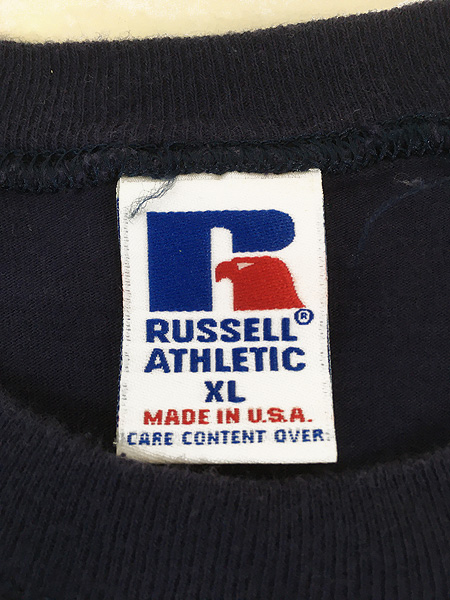 R
RUSSELL®
ATHLETIC
XL
MADE IN U.S.A.
CARE CONTENT OVER